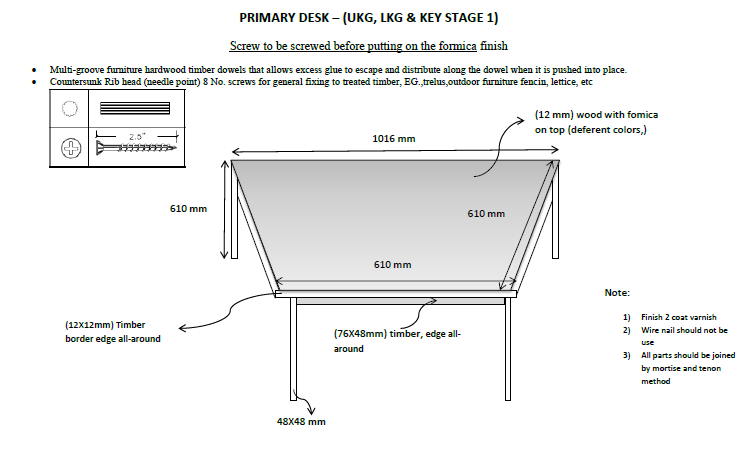 PRIMARY DESK – (UKG, LKG & KEY STAGE 1)
Screw to be screwed before putting on the formica finish
• Multi-groove furniture hardwood timber dowels that allows excess glue to escape and distribute along the dowel when it is pushed into place.
• Countersunk Rib head (needle point) 8 No. screws for general fixing to treated timber, EG.,trelus,outdoor furniture fencin, lettice, etc
2.5"
(12 mm) wood with fomica
on top (deferent colors,)
1016 mm
610 mm
610 mm
610 mm
(12X12mm) Timber
border edge all-around
(76X48mm) timber, edge all-
around
48X48 mm
Note:
1) Finish 2 coat varnish
2) Wire nail should not be
use
3) All parts should be joined
by mortise and tenon
method